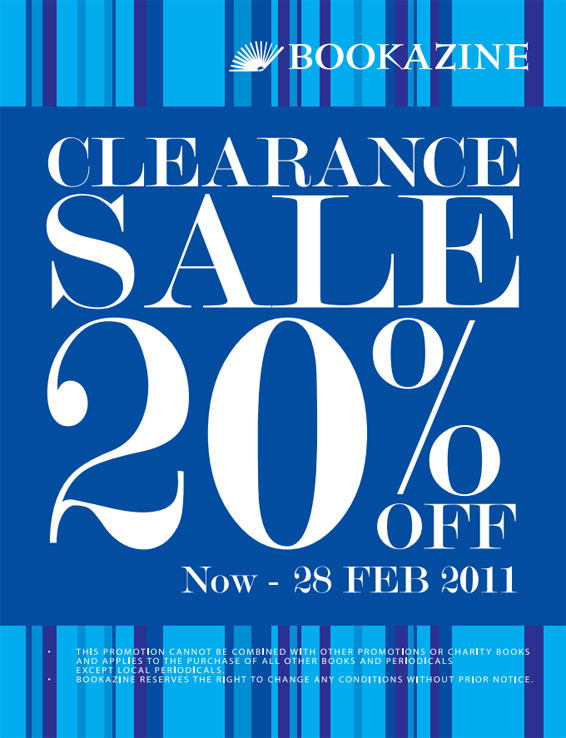 BOOKAZINE
CLEARANCE
SALE
20%
OFF
Now - 28 FEB 2011
• THIS PROMOTION CANNOT BE COMBINED WITH OTHER PROMOTIONS OR CHARITY BOOKS
AND APPLIES TO THE PURCHASE OF ALL OTHER BOOKS AND PERIODICALS
EXCEPT LOCAL PERIODICALS.
• BOOKAZINE RESERVES THE RIGHT TO CHANGE ANY CONDITIONS WITHOUT PRIOR NOTICE.